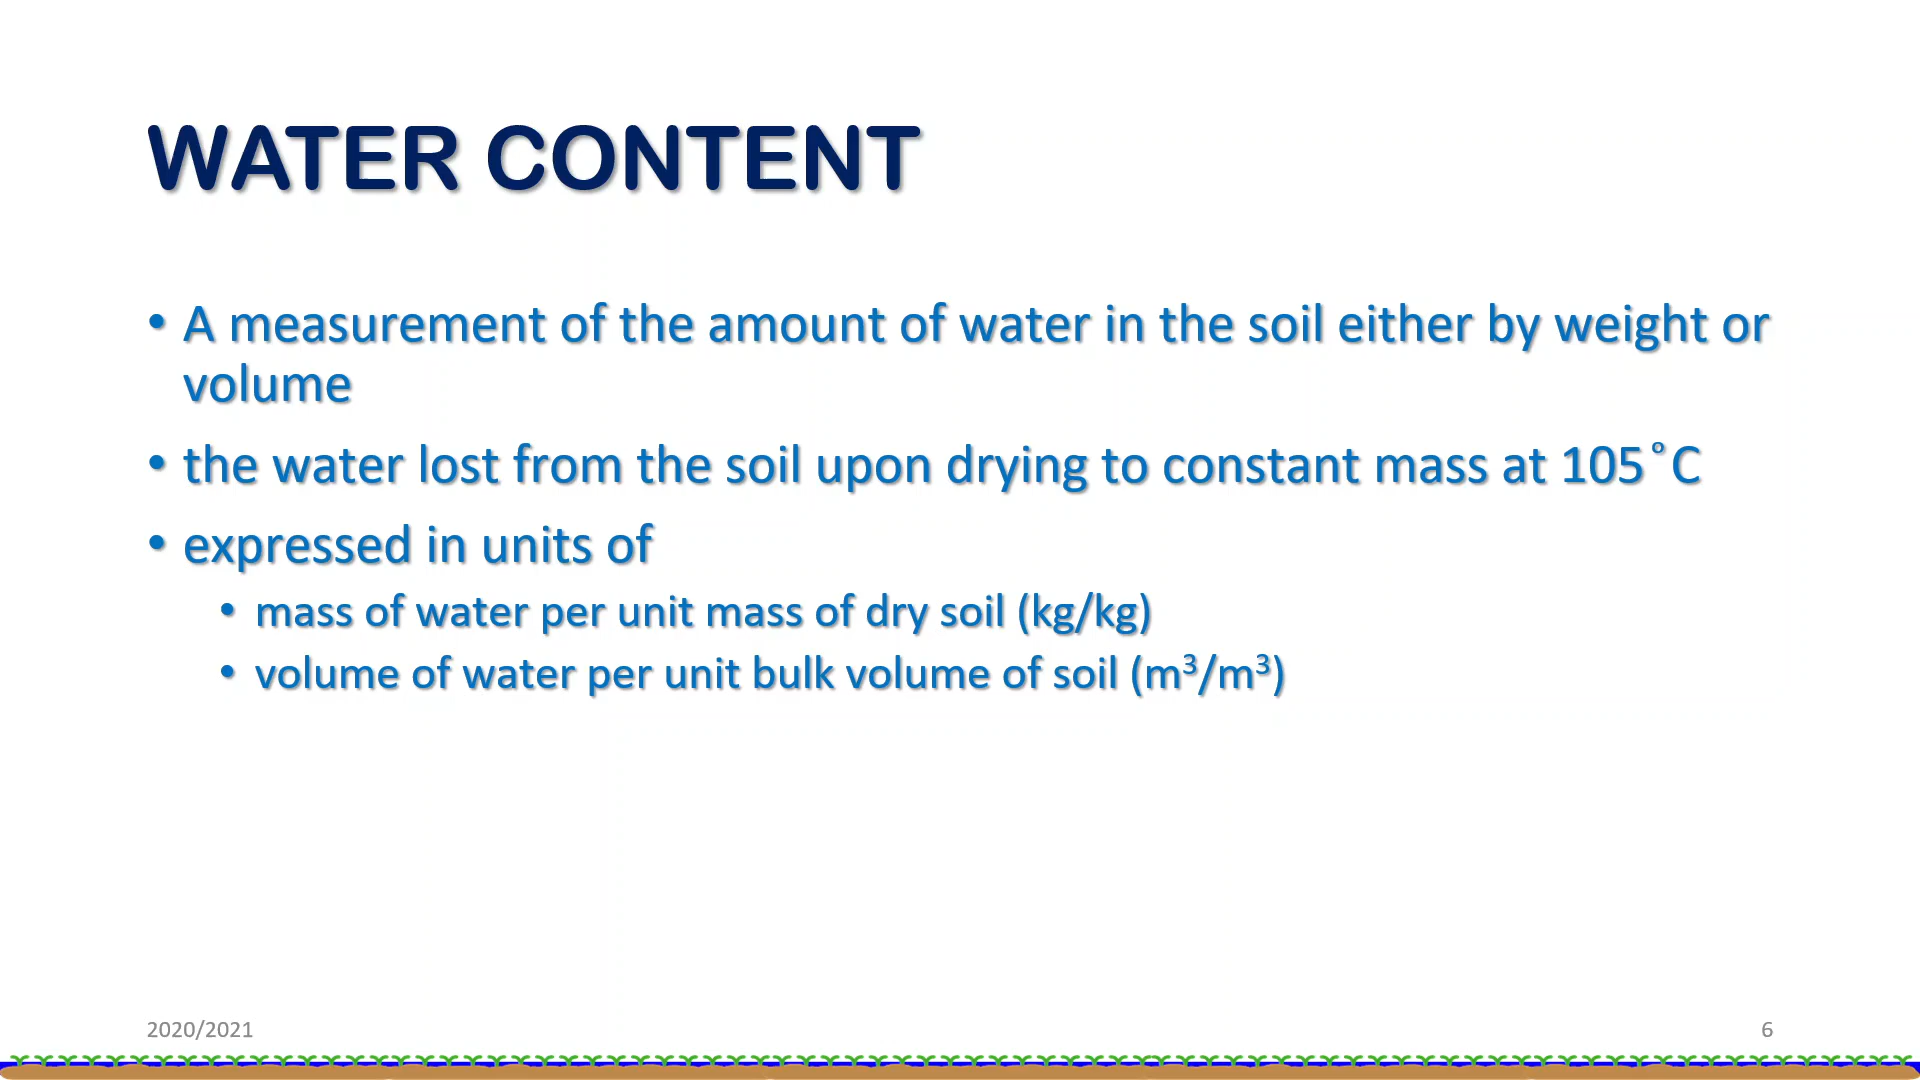 WATER CONTENT
• A measurement of the amount of water in the soil either by weight or
volume
• the water lost from the soil upon drying to constant mass at 105˚C
• expressed in units of
• mass of water per unit mass of dry soil (kg/kg)
• volume of water per unit bulk volume of soil (m³/m³)
2020/2021
6